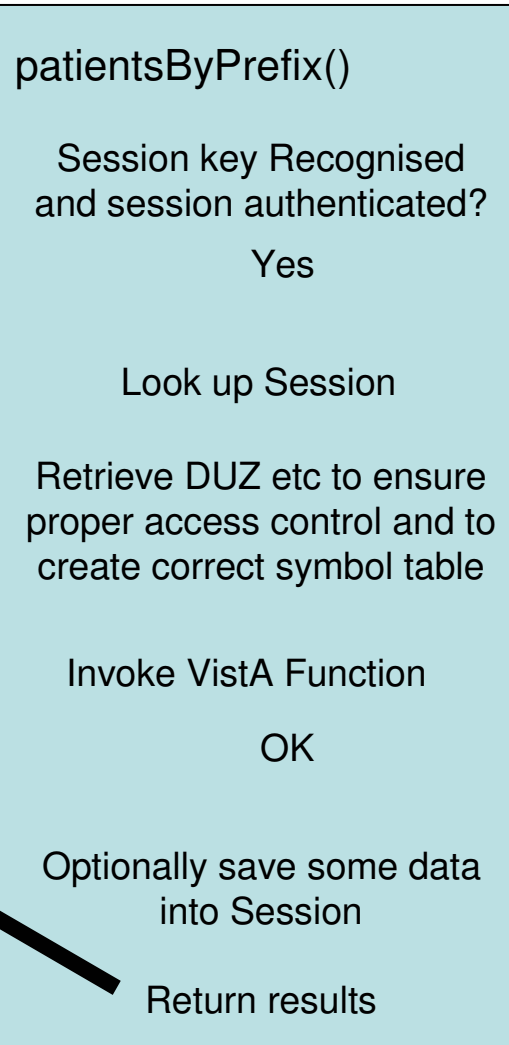 patientsByPrefix()
Session key Recognised
and session authenticated?
Yes
Look up Session
Retrieve DUZ etc to ensure
proper access control and to
create correct symbol table
Invoke VistA Function
OK
Optionally save some data
into Session
Return results